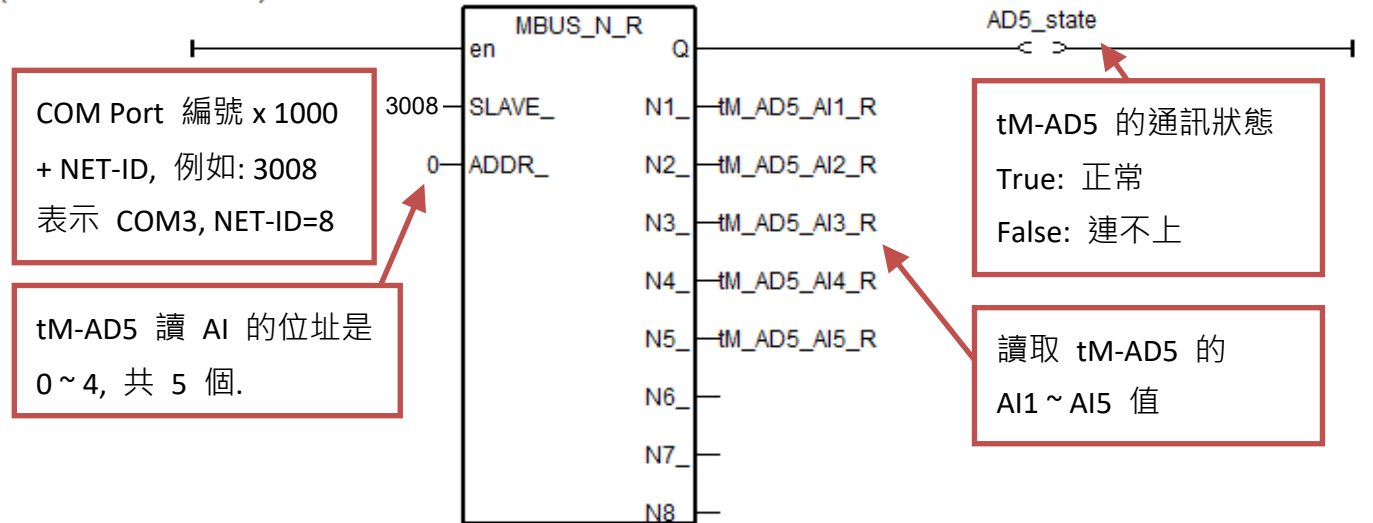 MBUS_N_R
AD5_state
en
Q
COM Port 編號 x 1000
+ NET-ID, 例如: 3008
表示 COM3, NET-ID=8
3008
SLAVE_
N1_
tM_AD5_AI1_R
0
ADDR_
N2_
tM_AD5_AI2_R
N3_
tM_AD5_AI3_R
N4_
tM_AD5_AI4_R
N5_
tM_AD5_AI5_R
N6_
N7_
N8
tM-AD5 的通訊狀態
True: 正常
False: 連不上
tM-AD5 讀 AI 的位址是
0 ~ 4, 共 5 個.
讀取 tM-AD5 的
AI1 ~ AI5 值